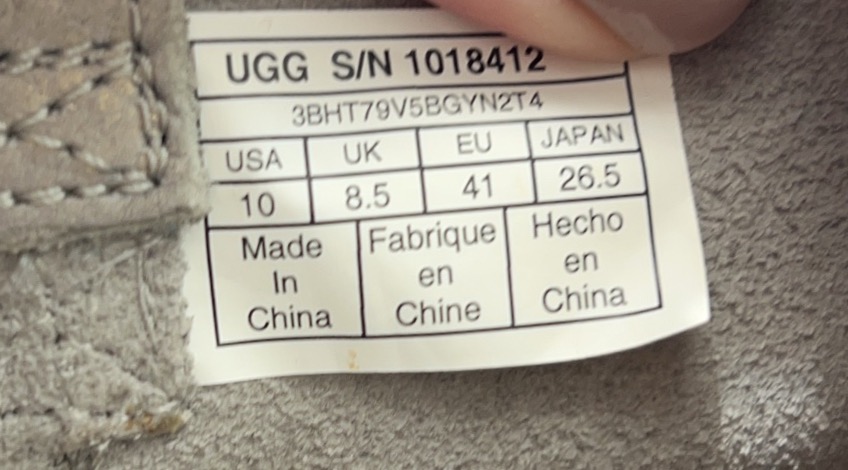 UGG S/N 1018412
3BHT79V5BGYN2T4
USA UK EU JAPAN
10 8.5 41 26.5
Made Fabrique Hecho
In en en
China Chine China